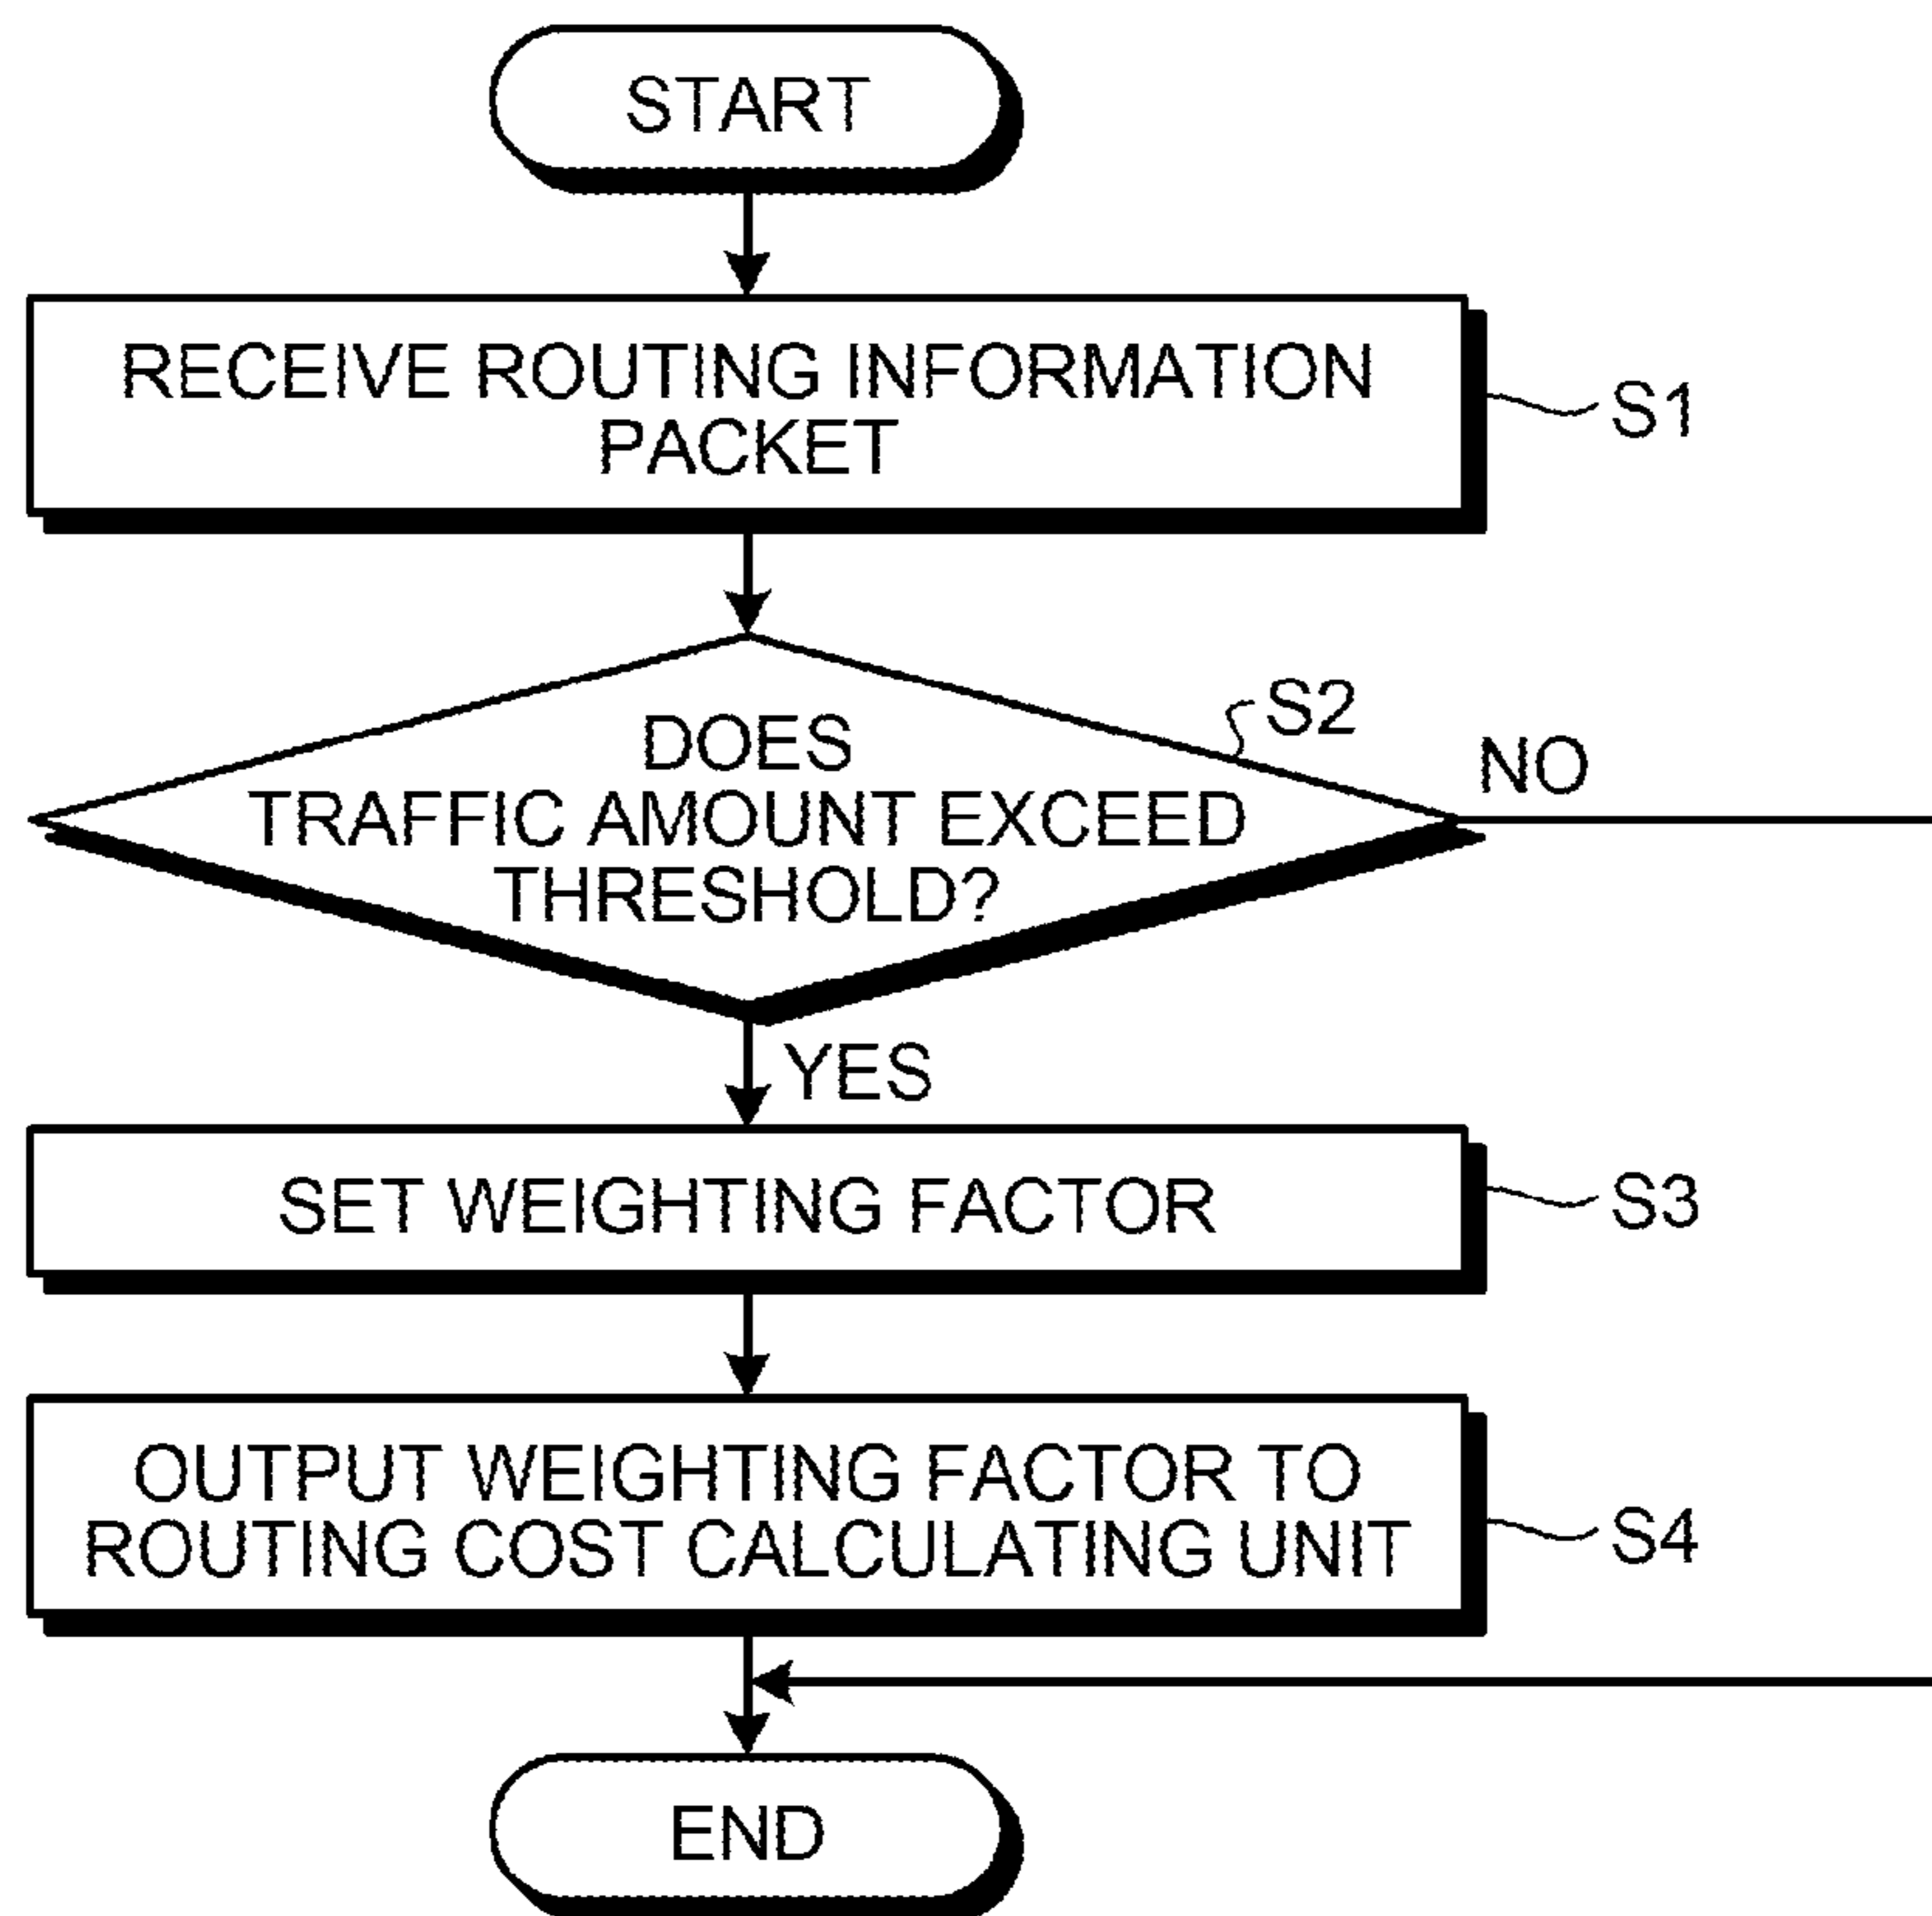 START
RECEIVE ROUTING INFORMATION
PACKET
S1
S2
DOES
TRAFFIC AMOUNT EXCEED
THRESHOLD?
NO
YES
SET WEIGHTING FACTOR
S3
OUTPUT WEIGHTING FACTOR TO
ROUTING COST CALCULATING UNIT
S4
END